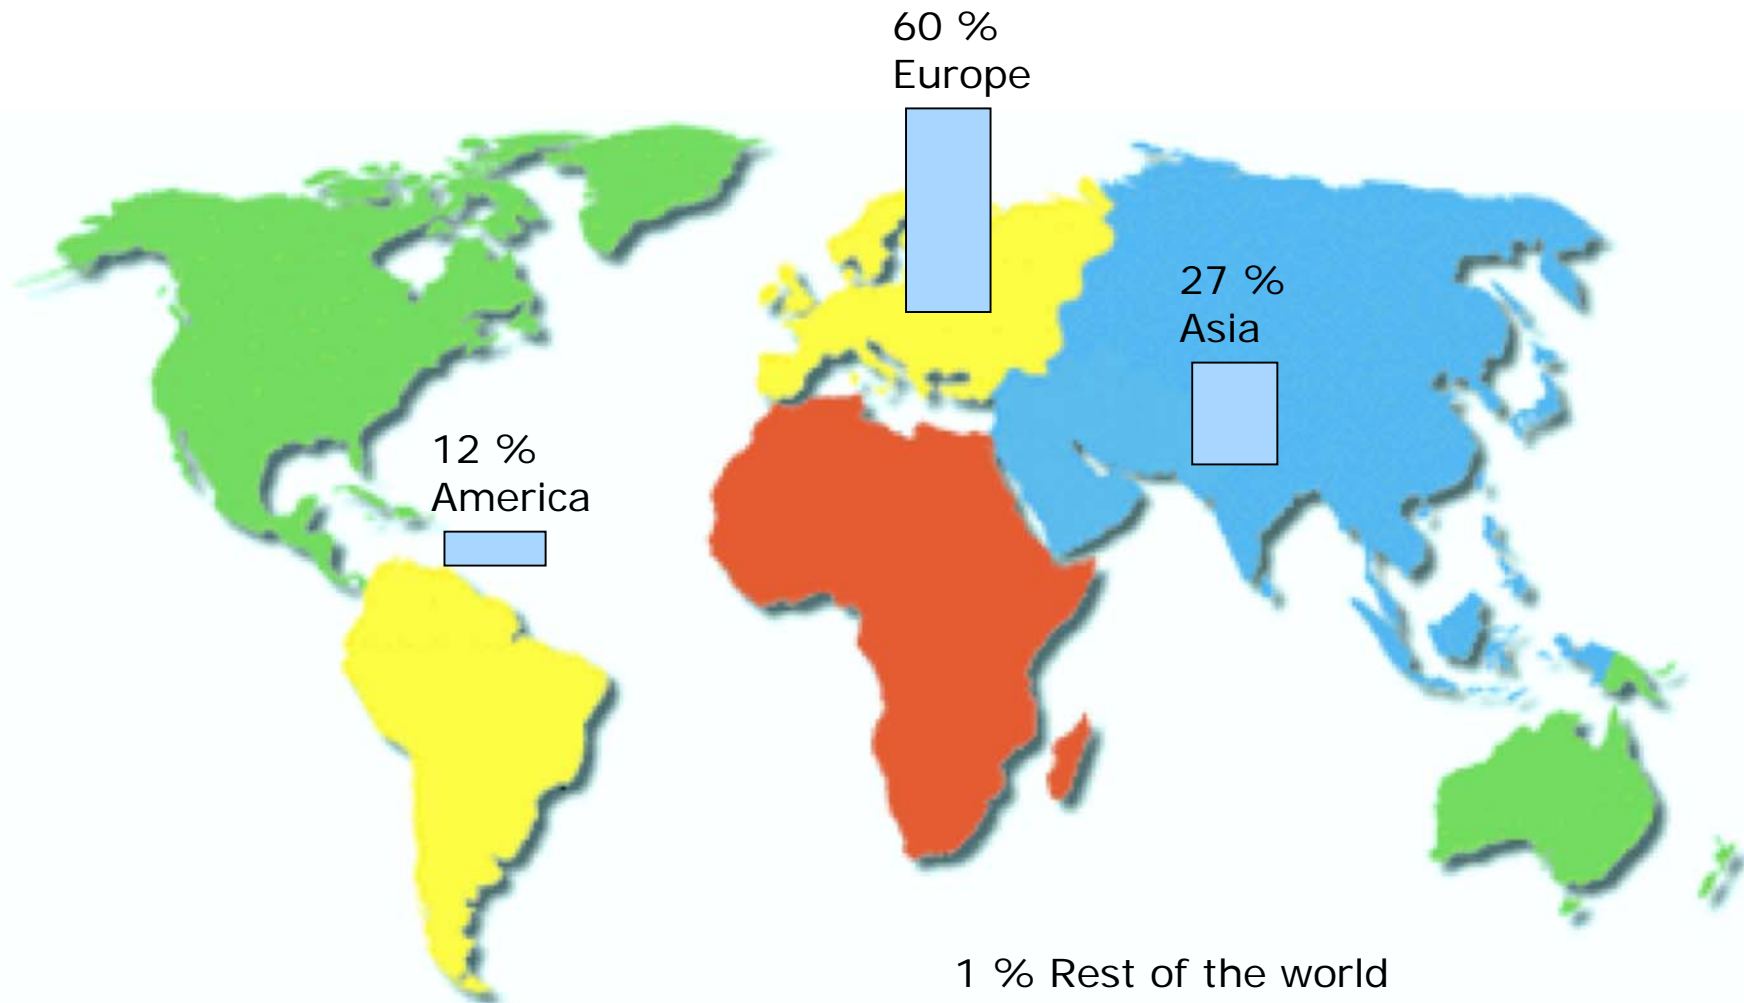 60 %
Europe
27 %
Asia
12 %
America
1 % Rest of the world